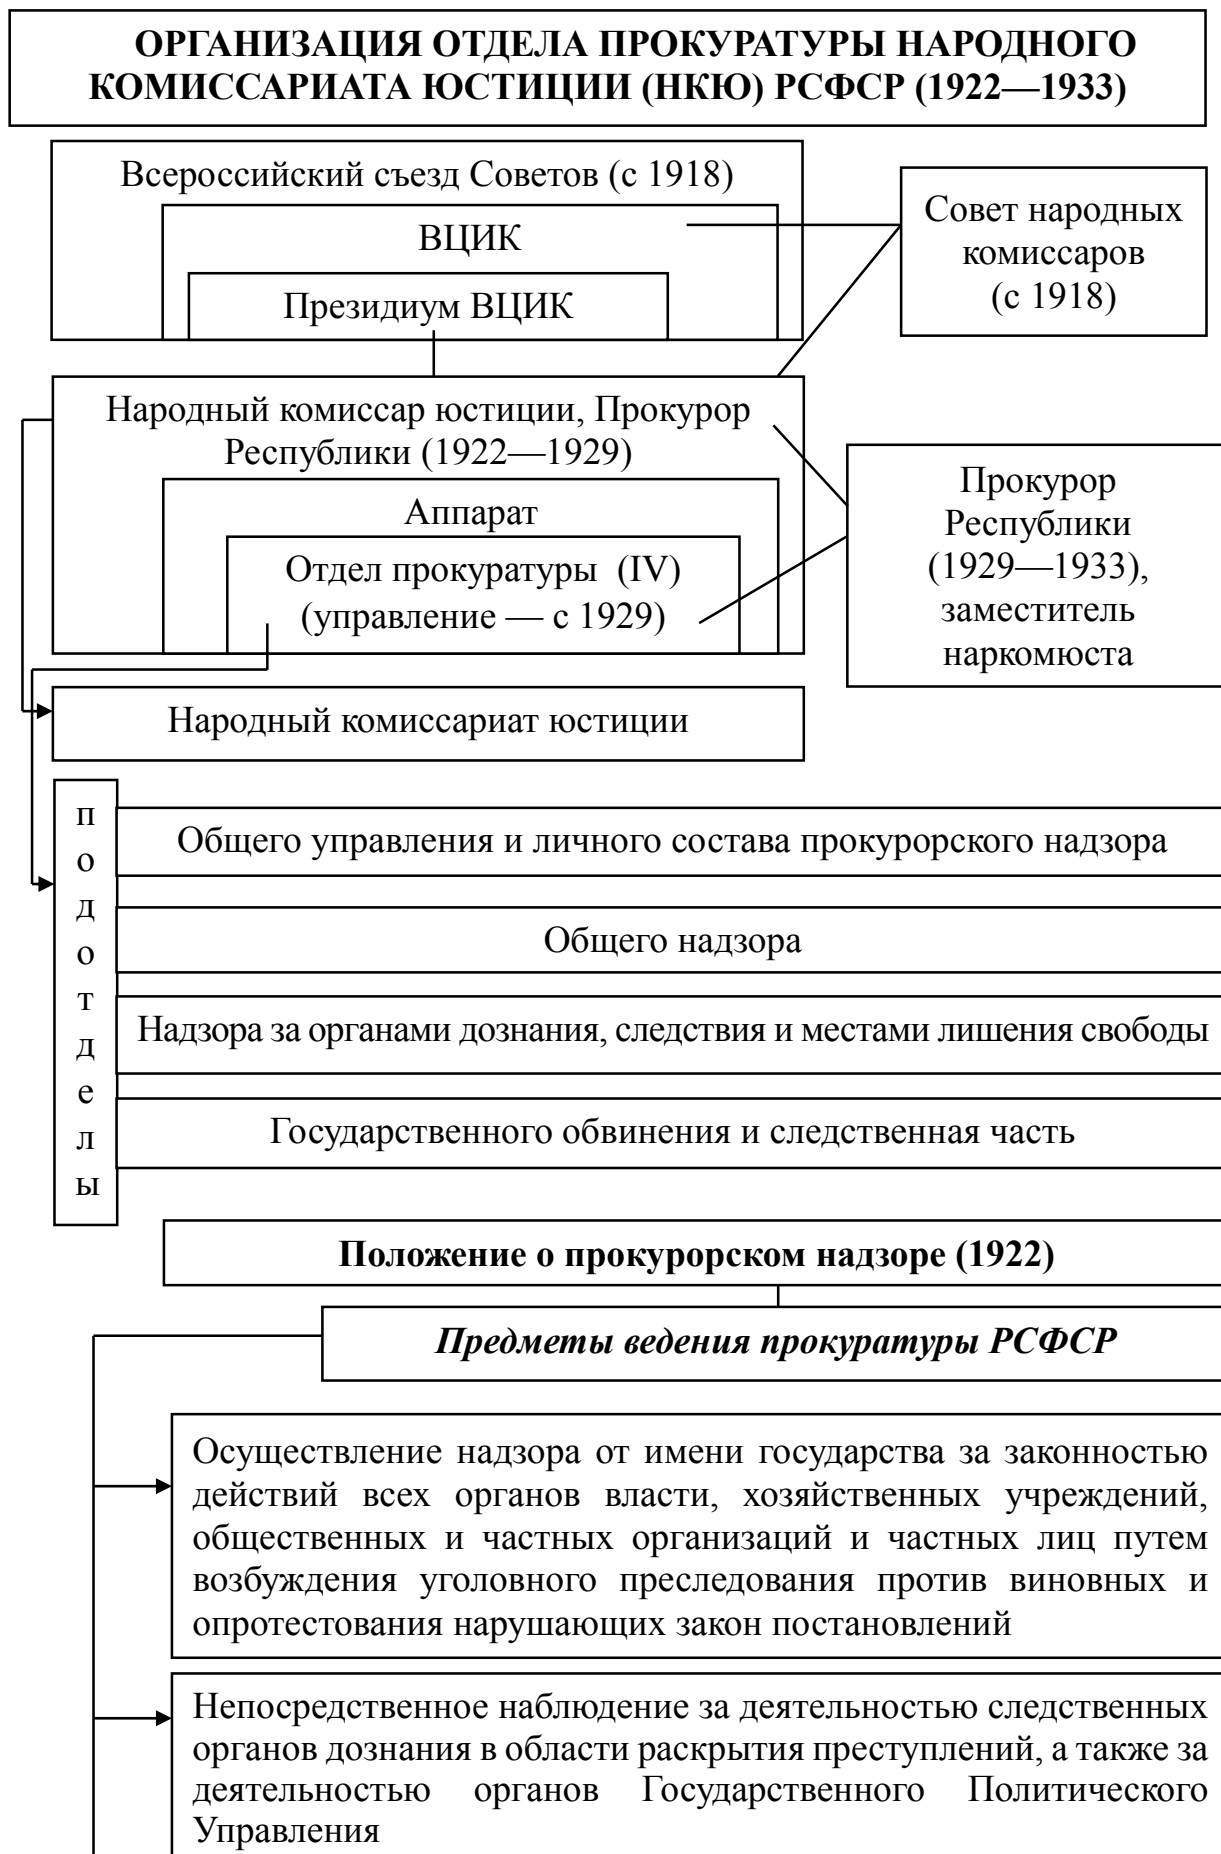 ОРГАНИЗАЦИЯ ОТДЕЛА ПРОКУРАТУРЫ НАРОДНОГО
КОМИССАРИАТА ЮСТИЦИИ (НКЮ) РСФСР (1922—1933)
Всероссийский съезд Советов (с 1918)
ВЦИК
Президиум ВЦИК
Совет народных
комиссаров
(с 1918)
Народный комиссар юстиции, Прокурор
Республики (1922—1929)
Аппарат
Отдел прокуратуры (IV)
(управление — с 1929)
Прокурор
Республики
(1929—1933),
заместитель
наркомюста
Народный комиссариат юстиции
п
о
д
о
т
д
е
л
ы
Общего управления и личного состава прокурорского надзора
Общего надзора
Надзора за органами дознания, следствия и местами лишения свободы
Государственного обвинения и следственная часть
Положение о прокурорском надзоре (1922)
Предметы ведения прокуратуры РСФСР
Осуществление надзора от имени государства за законностью
действий всех органов власти, хозяйственных учреждений,
общественных и частных организаций и частных лиц путем
возбуждения уголовного преследования против виновных и
опротестования нарушающих закон постановлений
Непосредственное наблюдение за деятельностью следственных
органов дознания в области раскрытия преступлений, а также за
деятельностью органов Государственного Политического
Управления